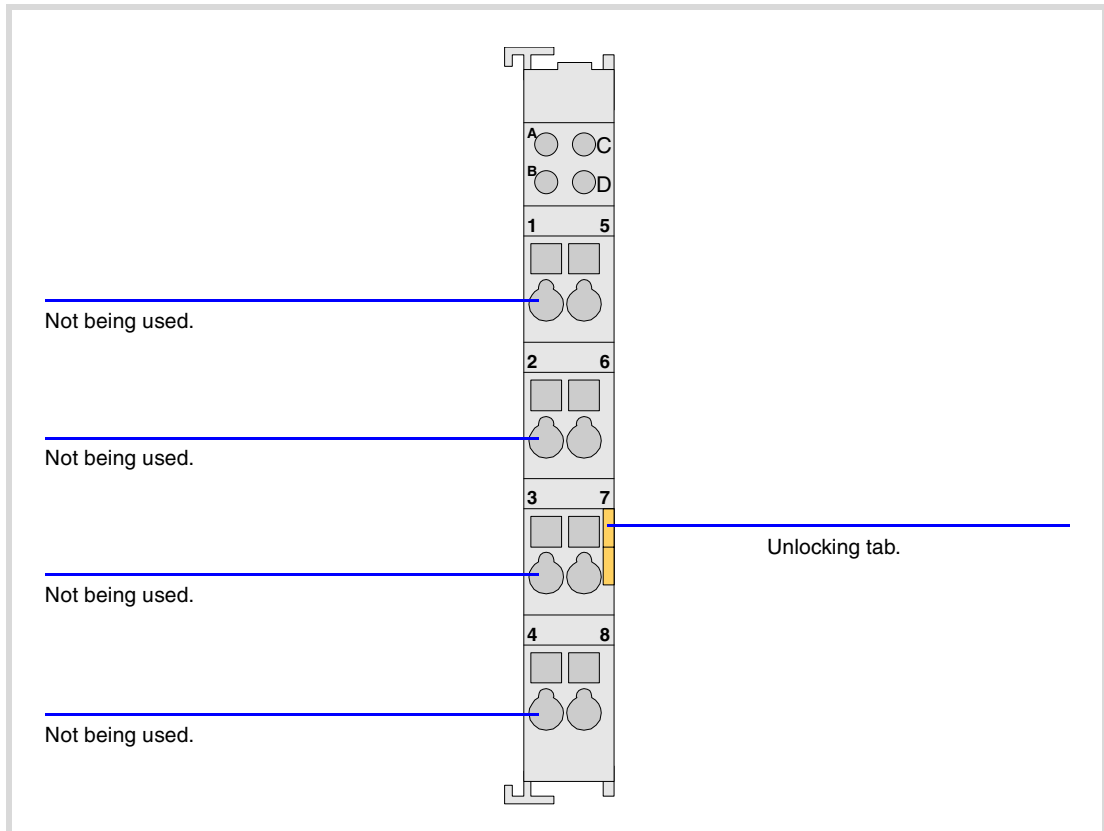 A C
B D
1 5
Not being used.
2 6
Not being used.
3 7
Unlocking tab.
Not being used.
4 8
Not being used.